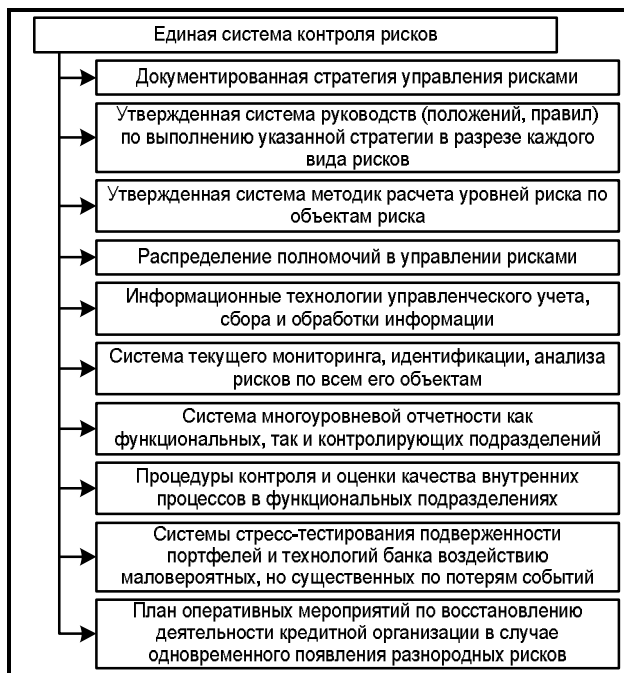 Единая система контроля рисков
Документированная стратегия управления рисками
Утвержденная система руководств (положений, правил)
по выполнению указанной стратегии в разрезе каждого
вида рисков
Утвержденная система методик расчета уровней риска по
объектам риска
Распределение полномочий в управлении рисками
Информационные технологии управленческого учета,
сбора и обработки информации
Система текущего мониторинга, идентификации, анализа
рисков по всем его объектам
Система многоуровневой отчетности как
функциональных, так и контролирующих подразделений
Процедуры контроля и оценки качества внутренних
процессов в функциональных подразделениях
Системы стресс-тестирования подверженности
портфелей и технологий банка воздействию
маловероятных, но существенных по потерям событий
План оперативных мероприятий по восстановлению
деятельности кредитной организации в случае
одновременного появления разнородных рисков